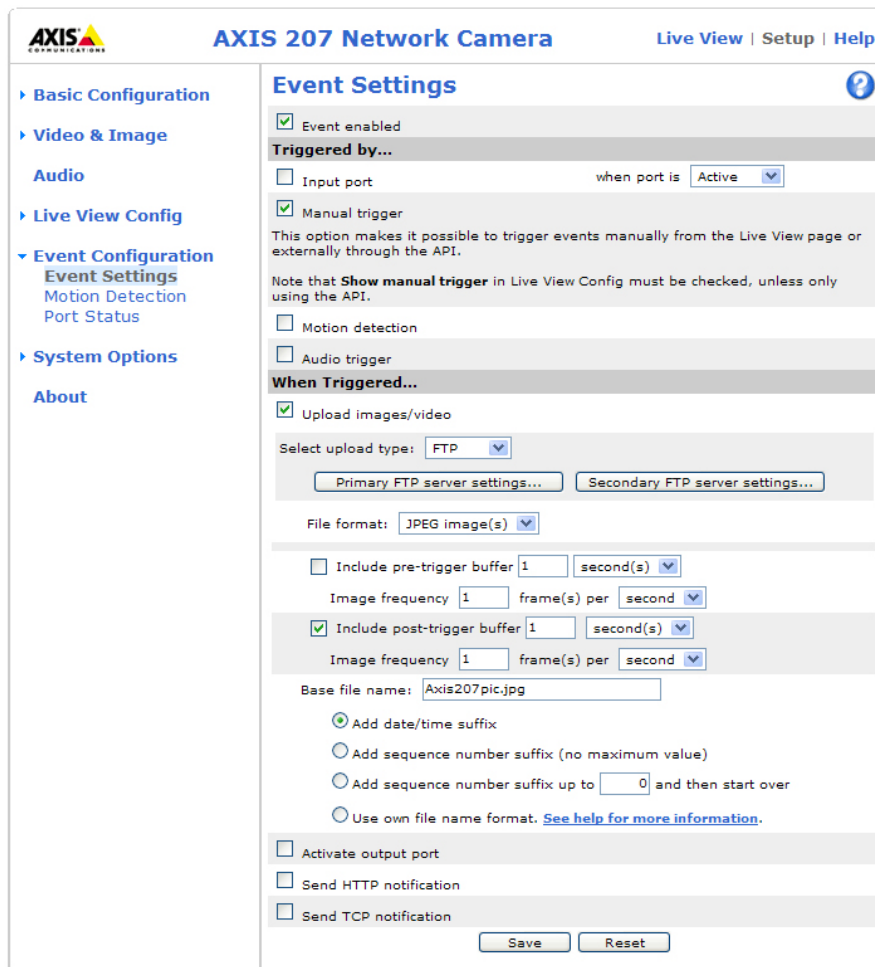 AXIS
COMMUNICATIONS
AXIS 207 Network Camera
Live View | Setup | Help
Basic Configuration
Video & Image
Audio
Live View Config
Event Configuration
Event Settings
Motion Detection
Port Status
System Options
About
Event Settings
?
Event enabled
Triggered by...
Input port when port is Active
Manual trigger
This option makes it possible to trigger events manually from the Live View page or
externally through the API.
Note that Show manual trigger in Live View Config must be checked, unless only
using the API.
Motion detection
Audio trigger
When Triggered...
Upload images/video
Select upload type: FTP
Primary FTP server settings... Secondary FTP server settings...
File format: JPEG image(s)
Include pre-trigger buffer 1 second(s)
Image frequency 1 frame(s) per second
Include post-trigger buffer 1 second(s)
Image frequency 1 frame(s) per second
Base file name: Axis207pic.jpg
Add date/time suffix
Add sequence number suffix (no maximum value)
Add sequence number suffix up to 0 and then start over
Use own file name format. See help for more information.
Activate output port
Send HTTP notification
Send TCP notification
Save Reset